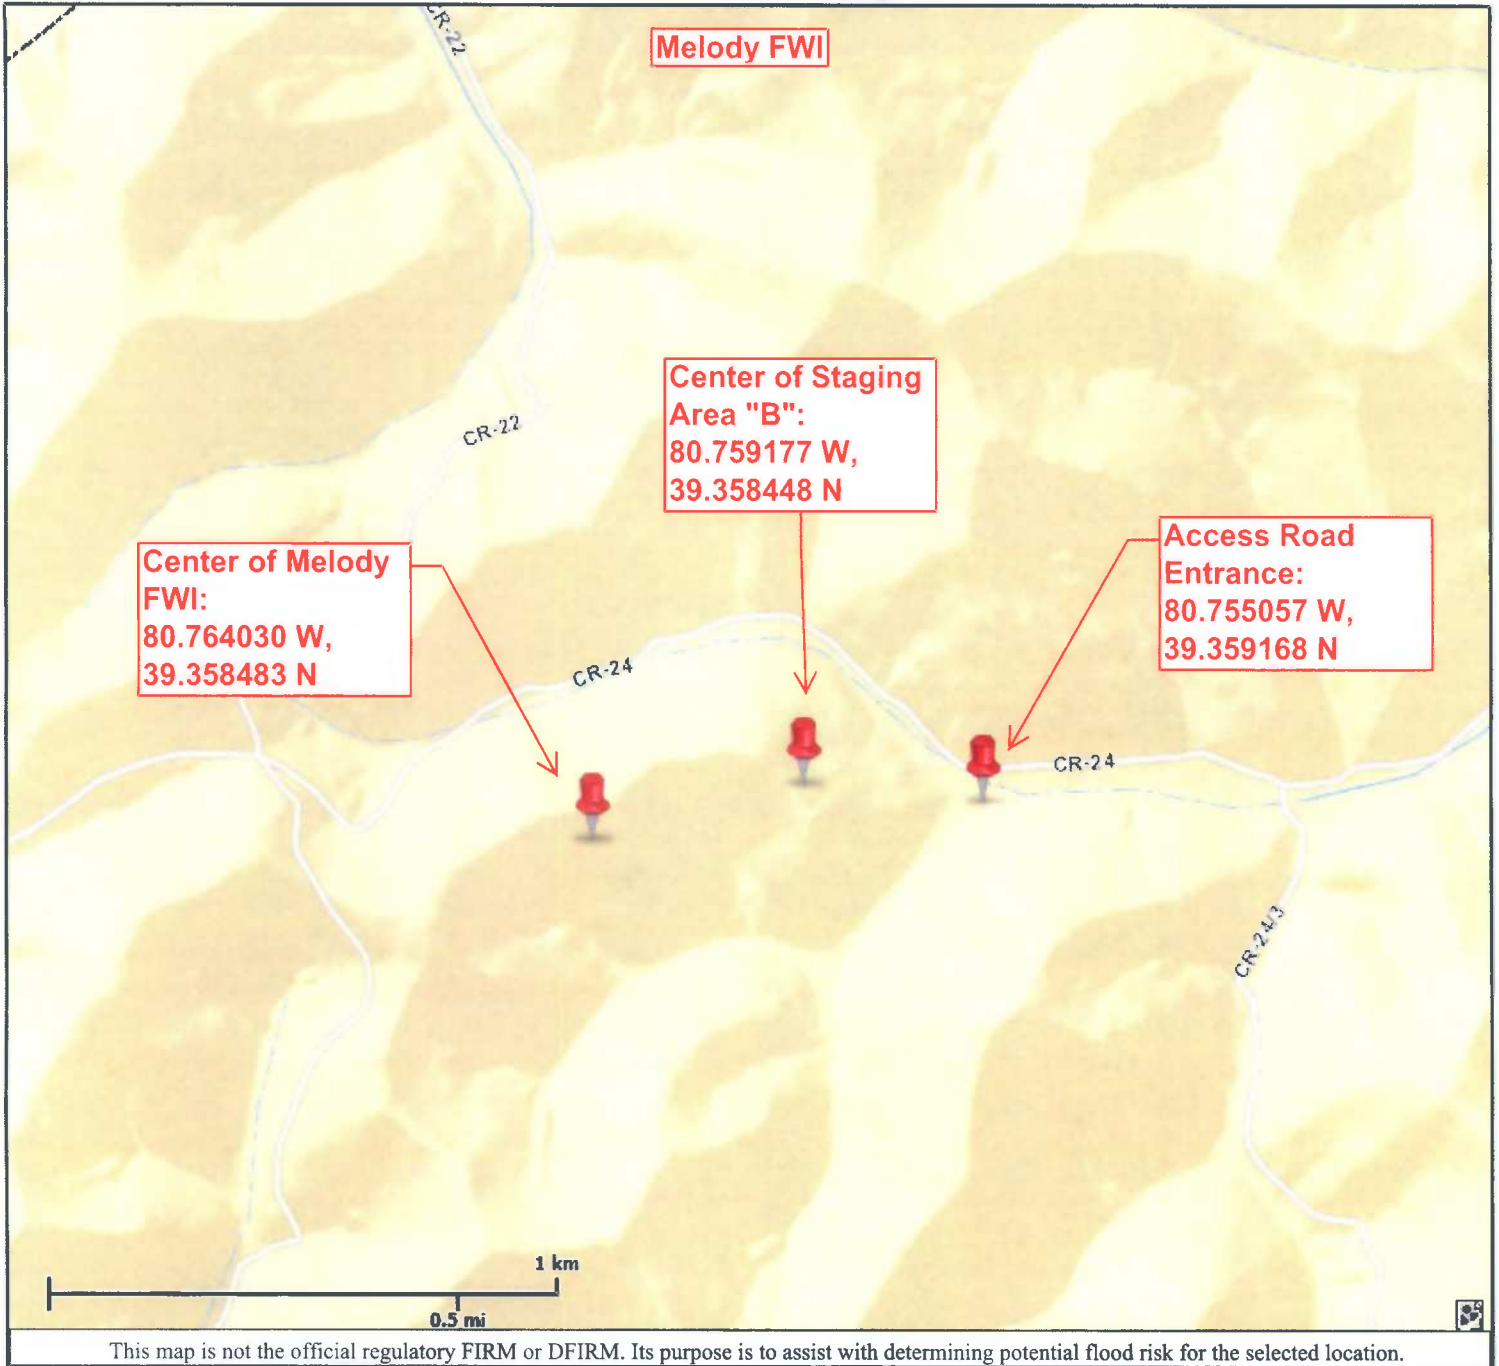 CR-22
Melody FWI
Center of Staging
Area "B":
80.759177 W,
39.358448 N
CR-22
Access Road
Entrance:
80.755057 W,
39.359168 N
Center of Melody
FWI:
80.764030 W,
39.358483 N
CR-24
CR-24
CR-24/3
1 km
0.5 mi
This map is not the official regulatory FIRM or DFIRM. Its purpose is to assist with determining potential flood risk for the selected location.